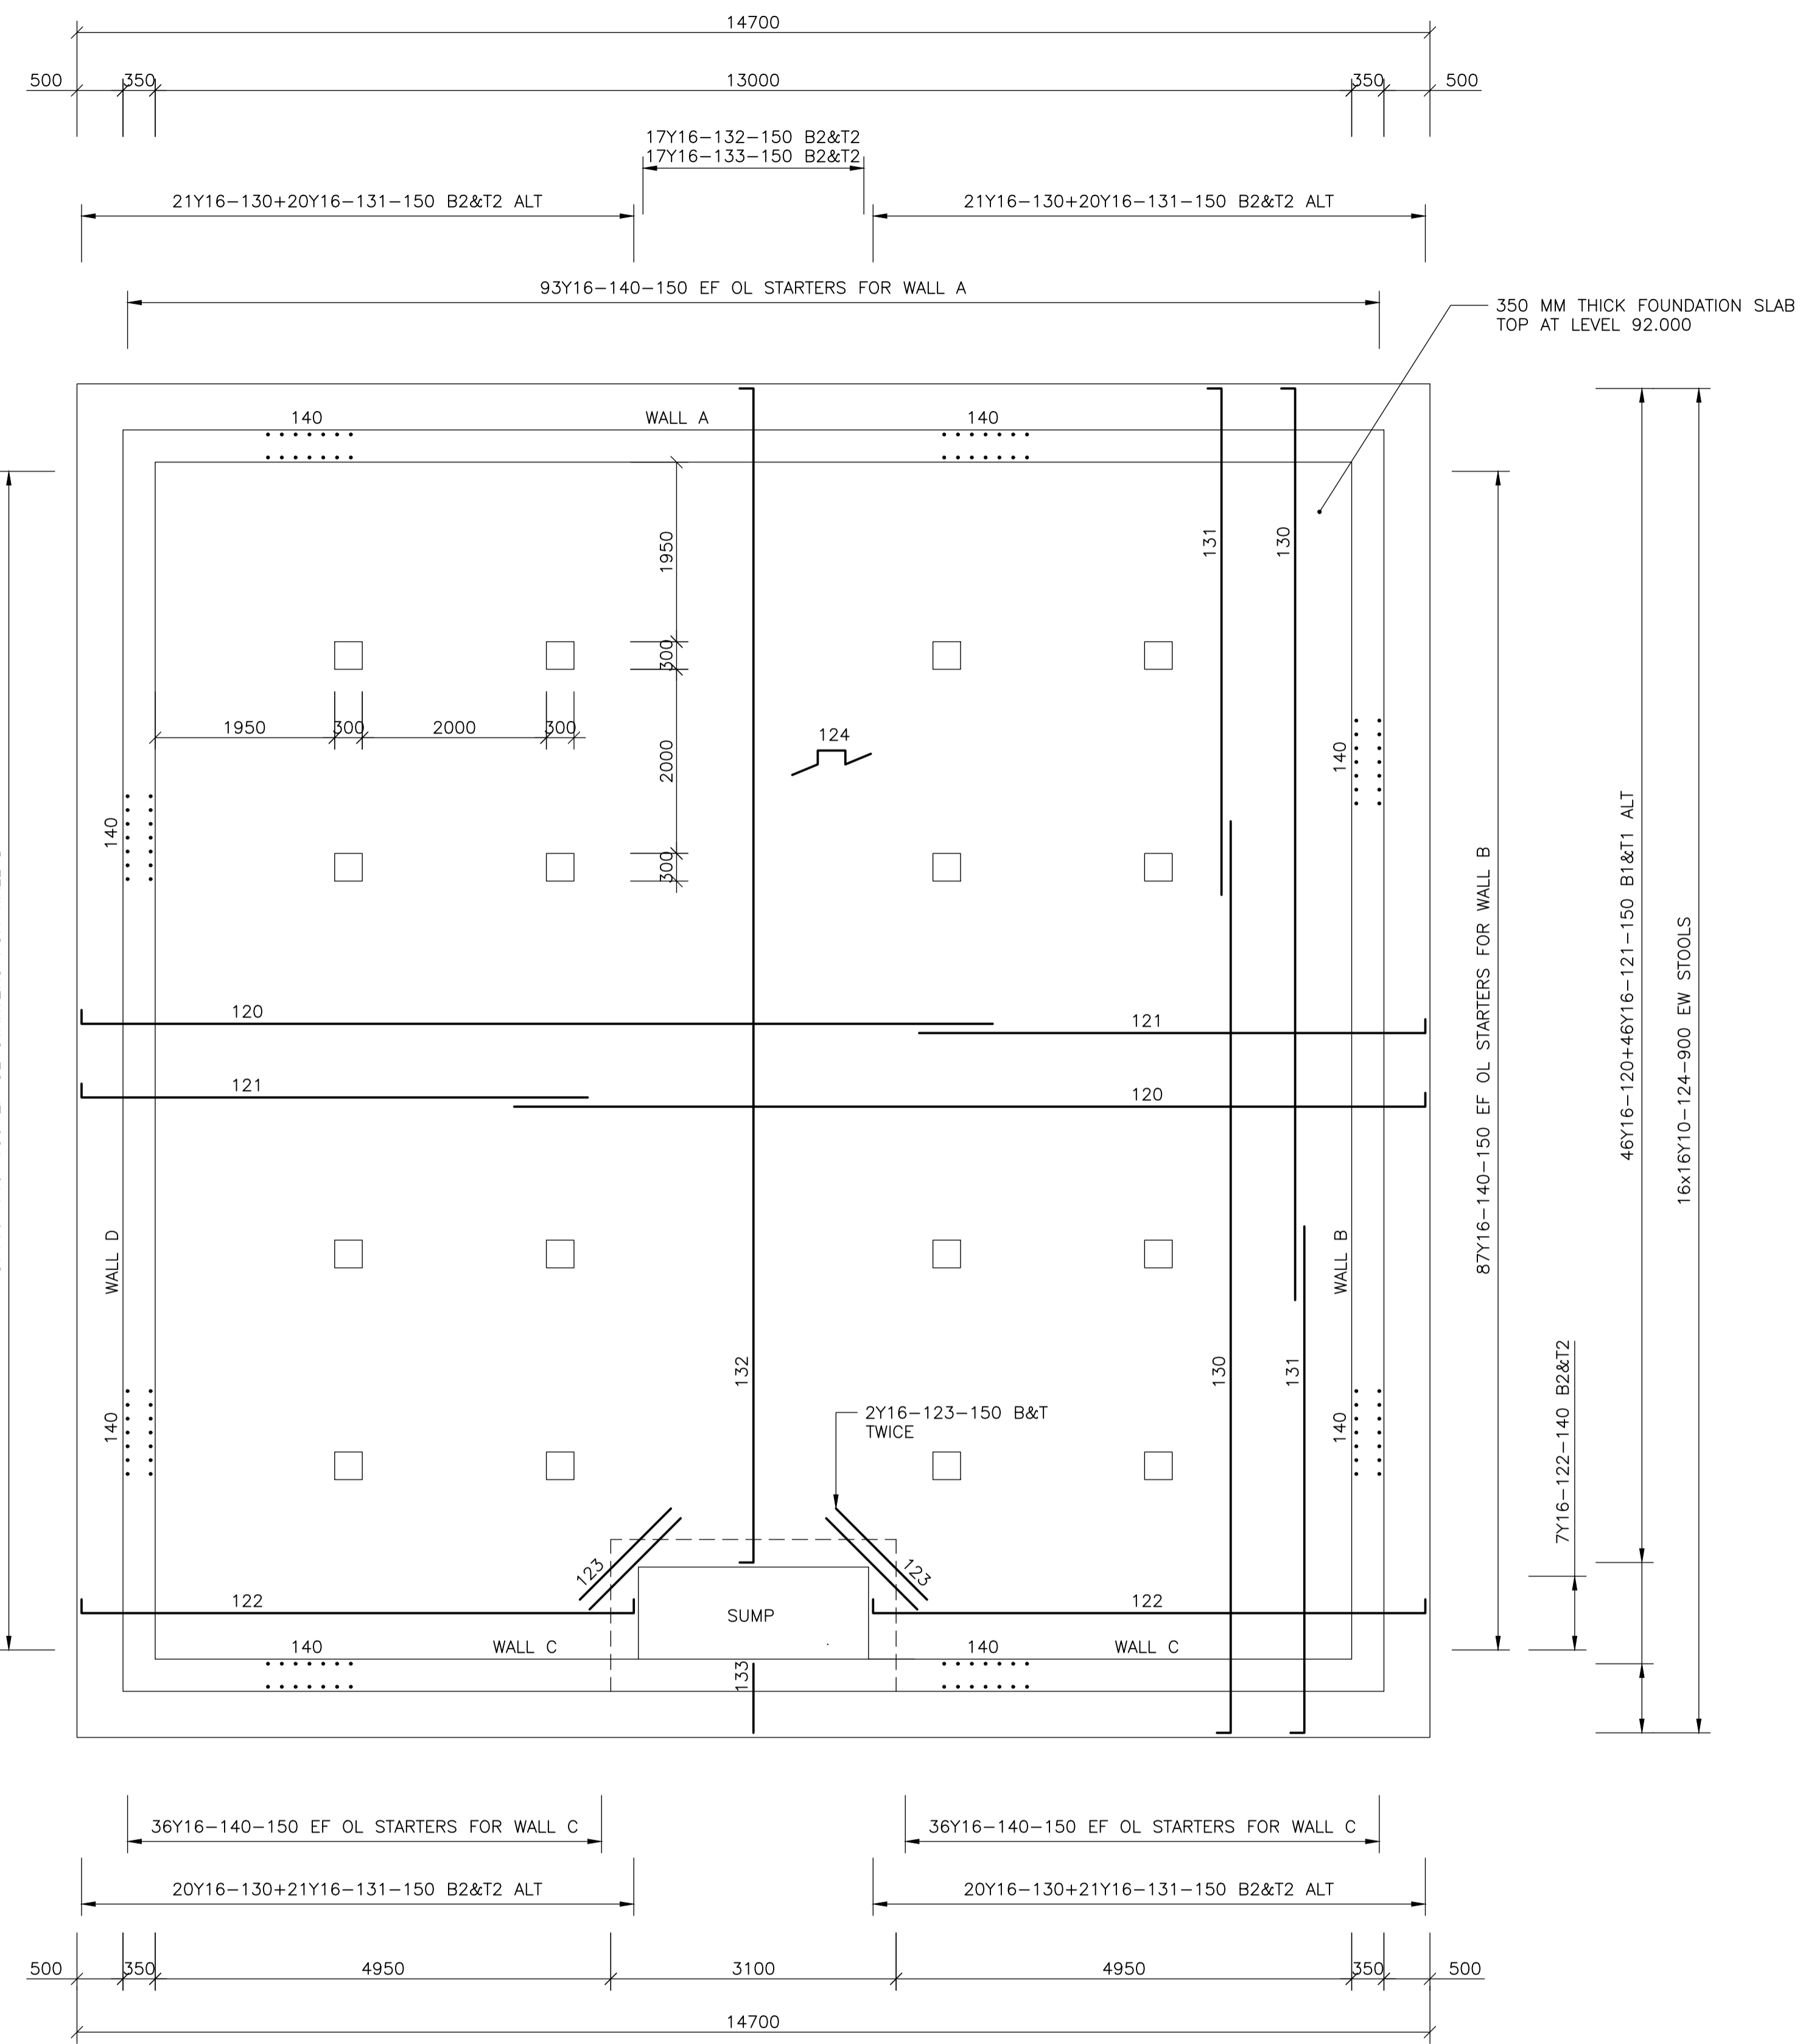 14700
500
350
13000
350
500
17Y16-132-150 B2&T2
17Y16-133-150 B2&T2
21Y16-130+20Y16-131-150 B2&T2 ALT
21Y16-130+20Y16-131-150 B2&T2 ALT
93Y16-140-150 EF OL STARTERS FOR WALL A
350 MM THICK FOUNDATION SLAB
TOP AT LEVEL 92.000
140
WALL A
140
1950
131
130
300
1950
300
2000
300
2000
124
140
140
300
120
121
121
120
87Y16-140-150 EF OL STARTERS FOR WALL B
46Y16-120+46Y16-121-150 B1&T1 ALT
16x16Y10-124-900 EW STOOLS
WALL D
WALL B
132
130
131
7Y16-122-140 B2&T2
140
140
2Y16-123-150 B&T
TWICE
123
123
122
SUMP
122
140
WALL C
133
140
WALL C
36Y16-140-150 EF OL STARTERS FOR WALL C
36Y16-140-150 EF OL STARTERS FOR WALL C
20Y16-130+21Y16-131-150 B2&T2 ALT
20Y16-130+21Y16-131-150 B2&T2 ALT
500
350
4950
3100
4950
350
500
14700